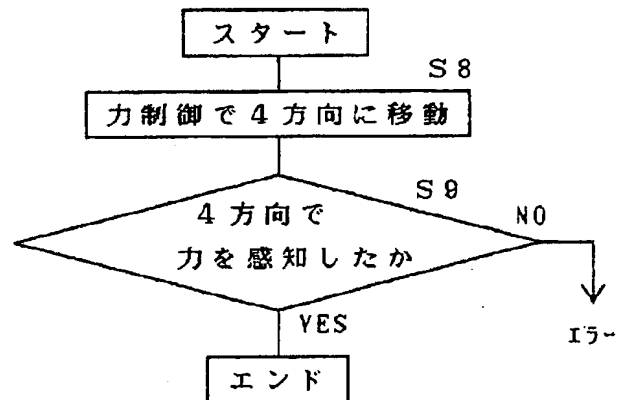 スタート
S8
力制御で4方向に移動
S9
4方向で
力を感知したか
NO
YES
エラー
エンド